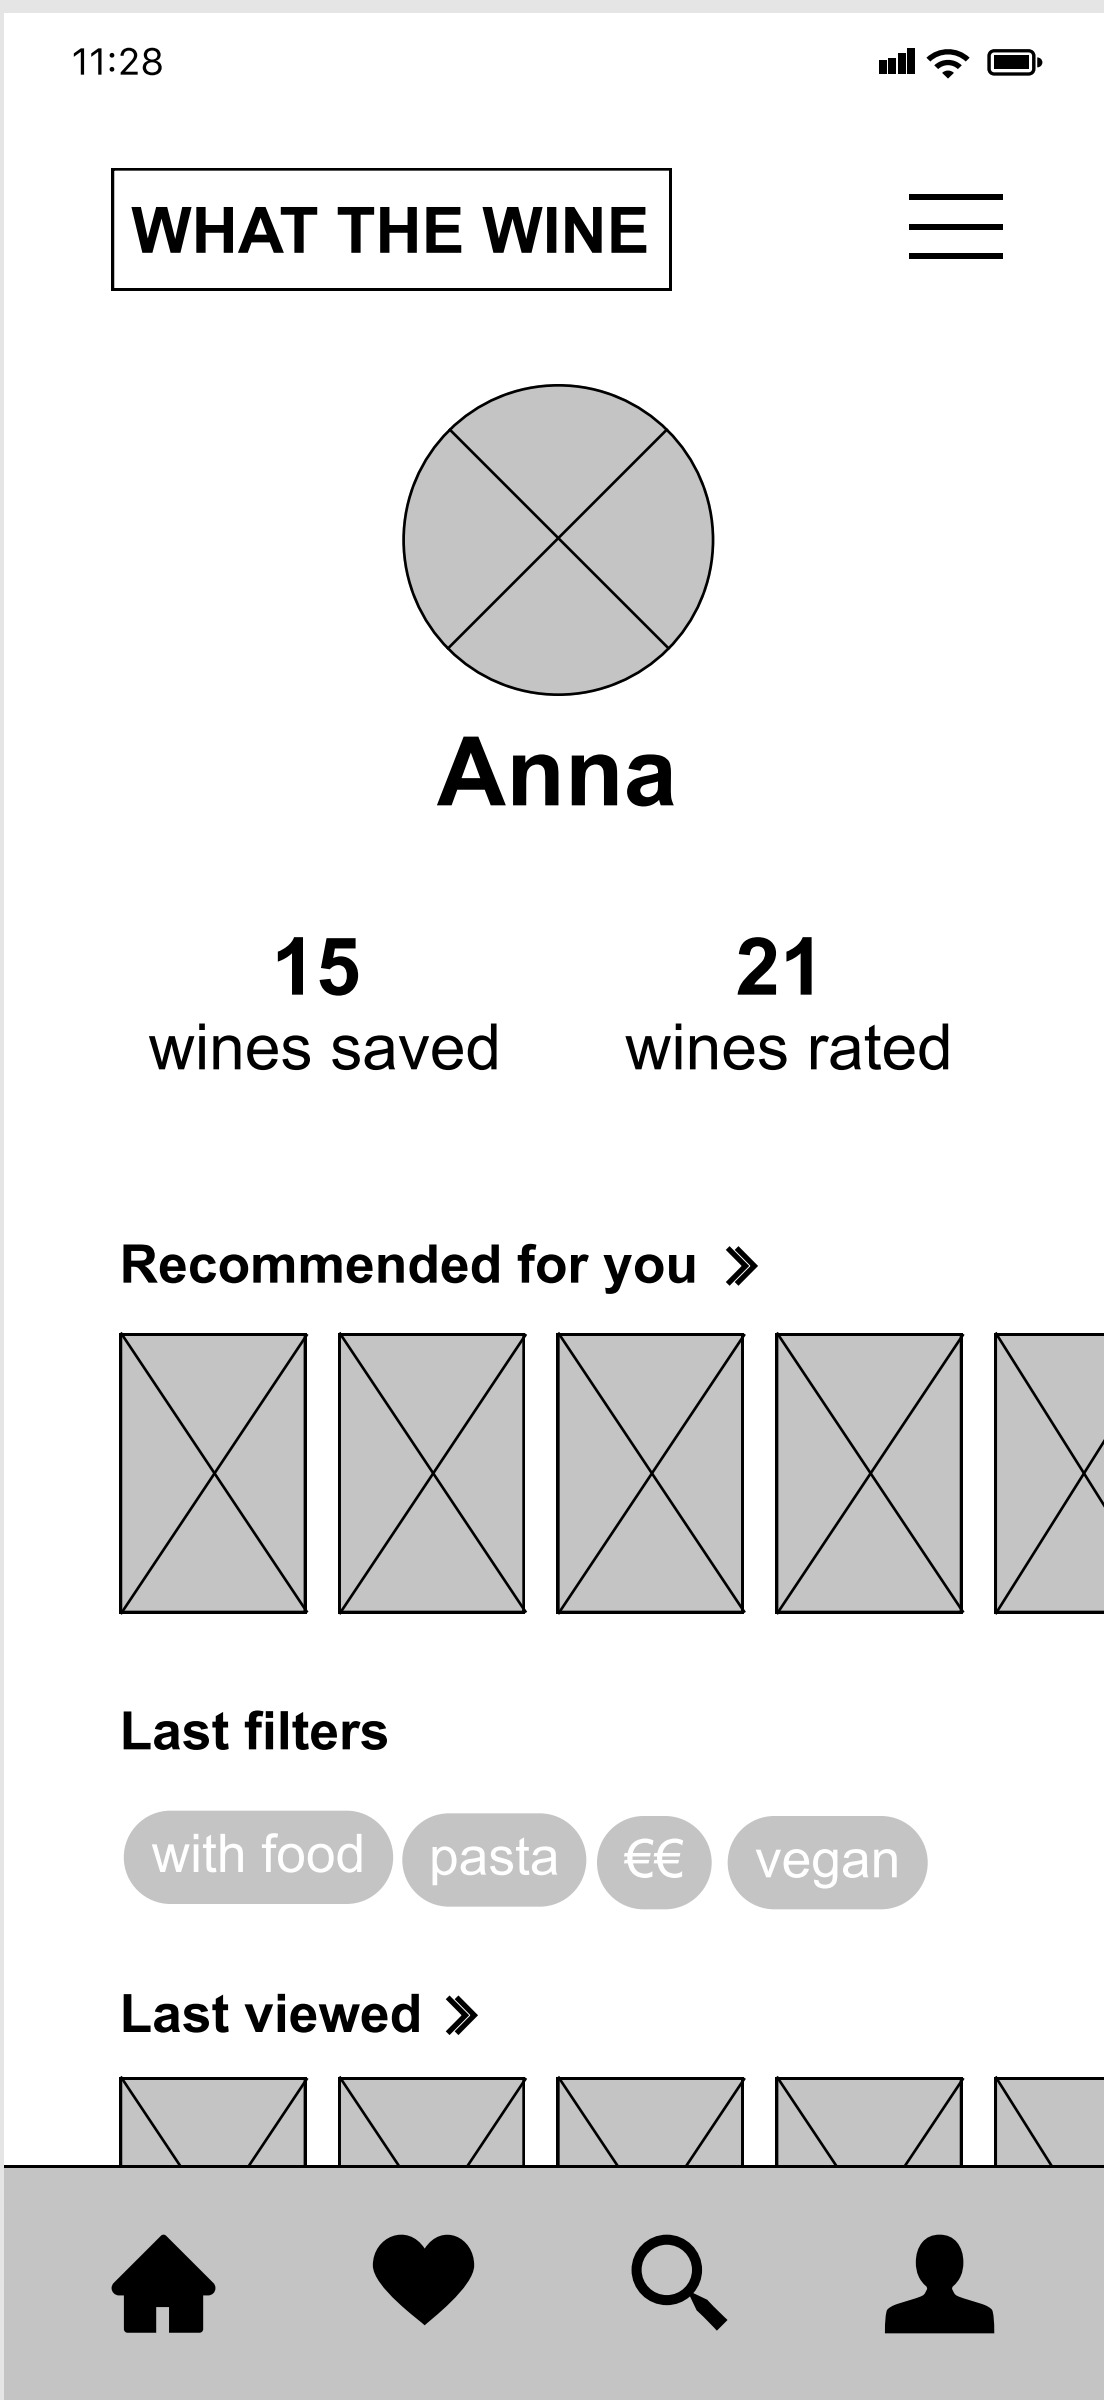 11:28
WHAT THE WINE
Anna
15 21
wines saved wines rated
Recommended for you
Last filters
with food pasta €€ vegan
Last viewed